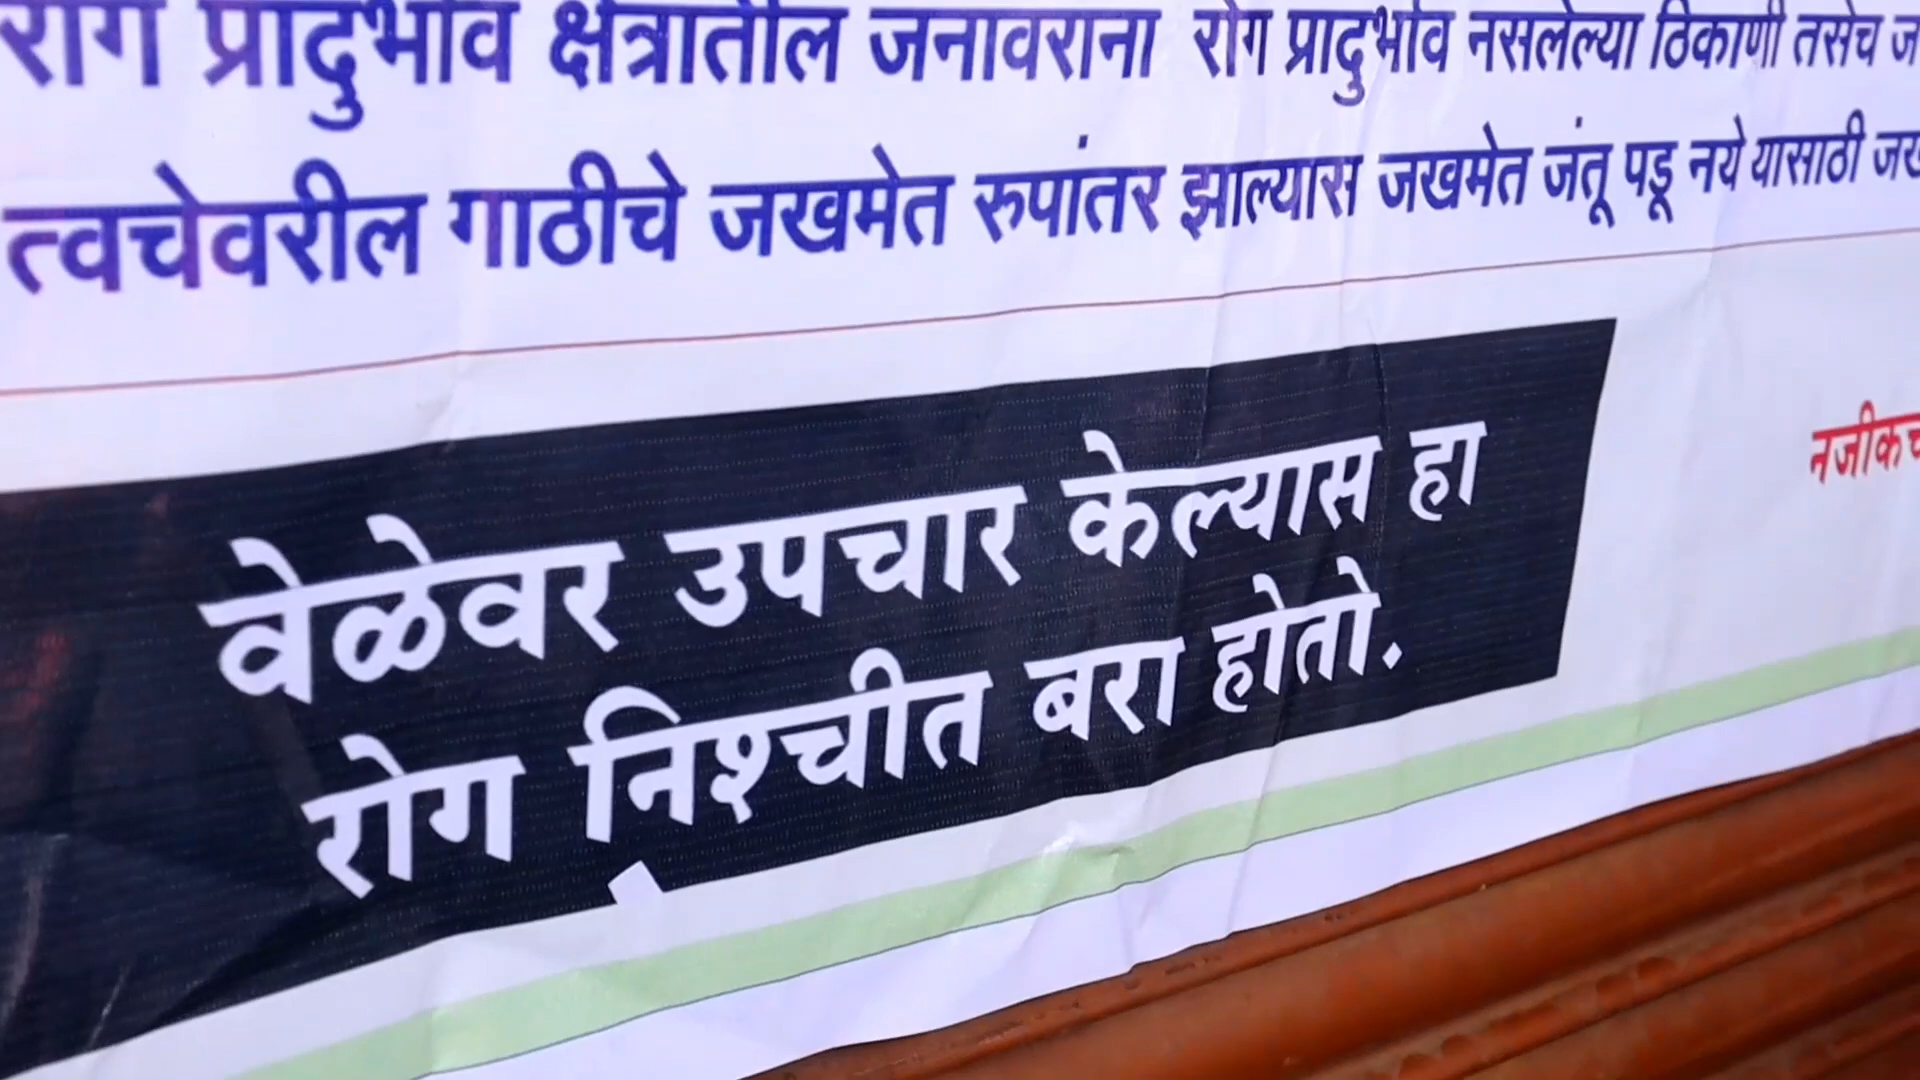 रोग प्रादुर्भाव क्षेत्रातील जनावरांना रोग प्रादुर्भाव नसलेल्या ठिकाणी तसेच
त्वचेवरील गाठीचे जखमेत रुपांतर झाल्यास जखमेत जंतू पडू नये यासाठी
वेळेवर उपचार केल्यास हा
रोग निश्चीत बरा होतो.